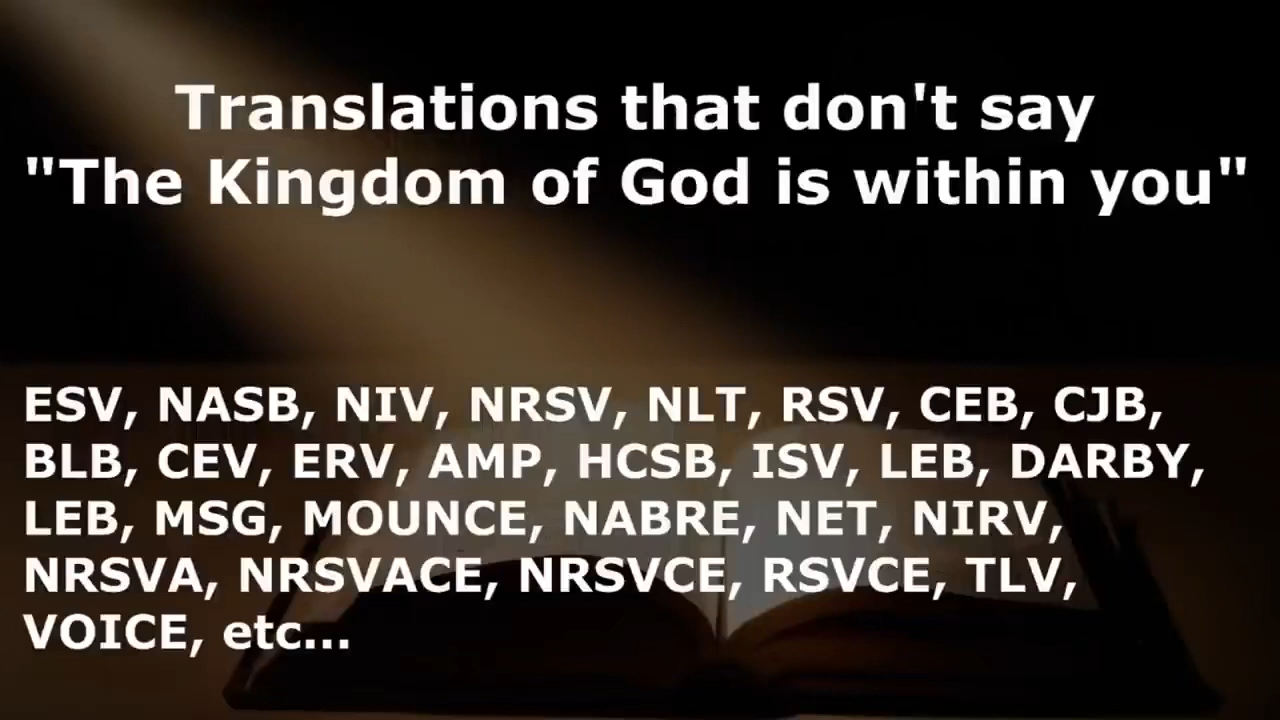 Translations that don't say
"The Kingdom of God is within you"
ESV, NASB, NIV, NRSV, NLT, RSV, CEB, CJB,
BLB, CEV, ERV, AMP, HCSB, ISV, LEB, DARBY,
LEB, MSG, MOUNCE, NABRE, NET, NIRV,
NRSVA, NRSVACE, NRSVCE, RSVCE, TLV,
VOICE, etc...